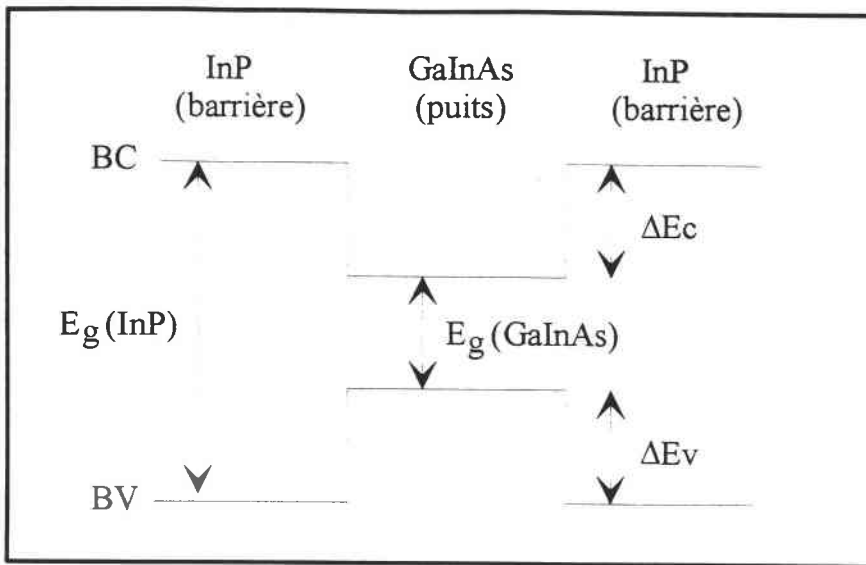 InP GaInAs InP
(barrière) (puits) (barrière)
BC
ΔEc
Eg (InP) Eg (GaInAs)
ΔEv
BV